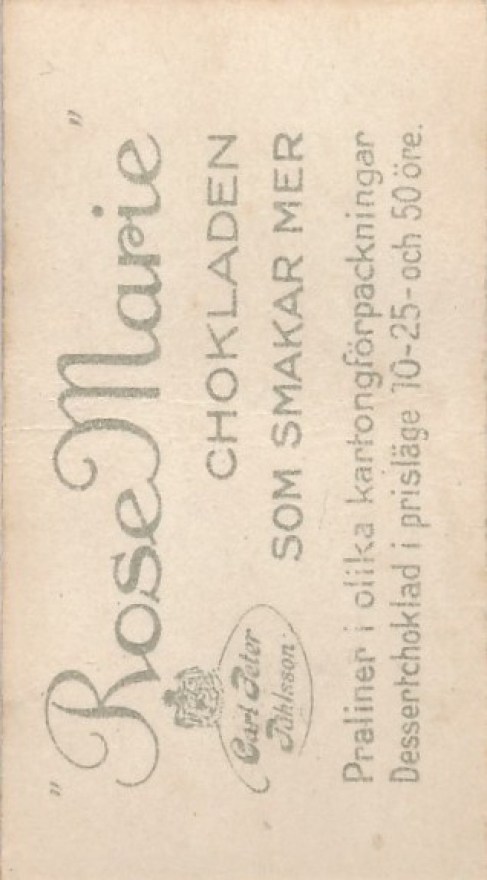 "Rose Marie"
CHOKLADEN
SOM SMAKAR MER
Carl Peter
Påhlsson.
Praliner i olika kartongförpackningar
Dessertchoklad i prisläge 10-25- och 50 öre.